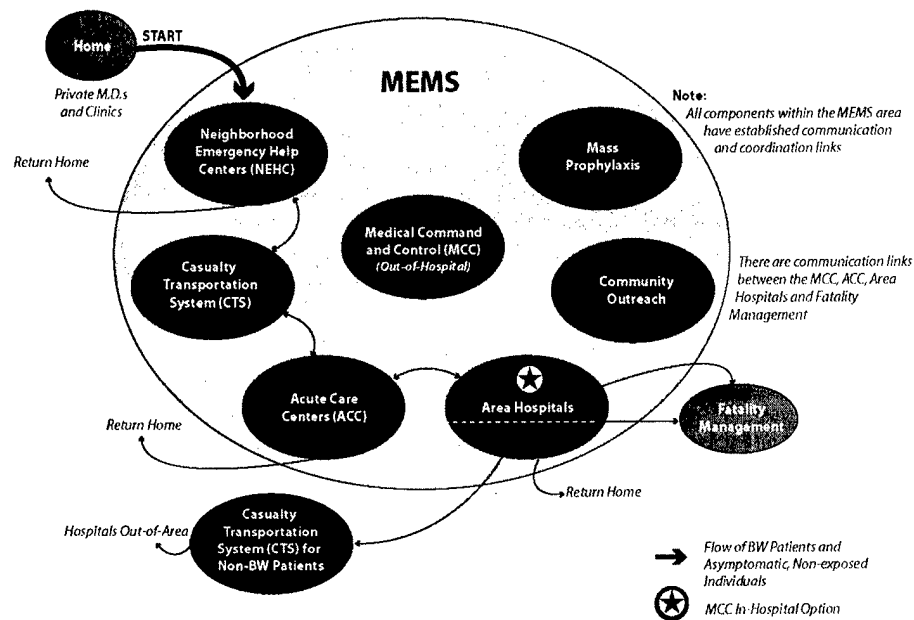 Home
START
Private M.D.s
and Clinics
MEMS
Note:
All components within the MEMS area
have established communication
and coordination links
Neighborhood
Emergency Help
Centers (NEHC)
Return Home
Mass
Prophylaxis
Medical Command
and Control (MCC)
(Out-of-Hospital)
Casualty
Transportation
System (CTS)
Community
Outreach
There are communication links
between the MCC, ACC, Area
Hospitals and Fatality
Management
Acute Care
Centers (ACC)
Area Hospitals
Fatality
Management
Return Home
Return Home
Hospitals Out-of-Area
Casualty
Transportation
System (CTS) for
Non-BW Patients
Flow of BW Patients and
Asymptomatic, Non-exposed
Individuals
MCC In-Hospital Option